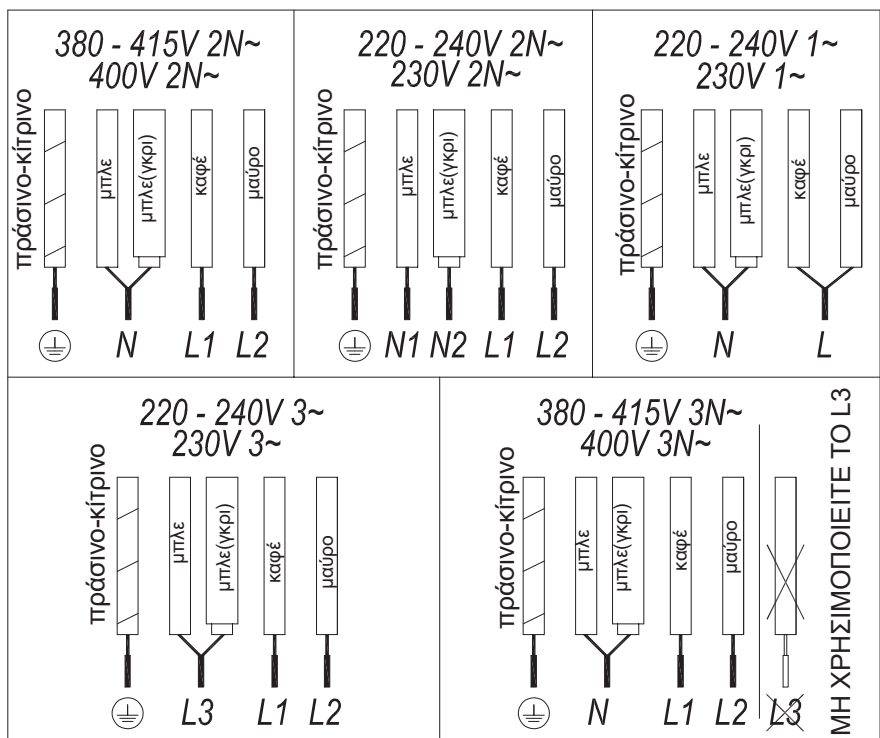 380 - 415V 2N~
400V 2N~
πράσινο-κίτρινο
μπλε
μπλε(γκρι)
καφέ
μαύρο
N L1 L2
220 - 240V 2N~
230V 2N~
πράσινο-κίτρινο
μπλε
μπλε(γκρι)
καφέ
μαύρο
N1 N2 L1 L2
220 - 240V 1~
230V 1~
πράσινο-κίτρινο
μπλε
μπλε(γκρι)
καφέ
μαύρο
N L
220 - 240V 3~
230V 3~
πράσινο-κίτρινο
μπλε
μπλε(γκρι)
καφέ
μαύρο
L3 L1 L2
380 - 415V 3N~
400V 3N~
πράσινο-κίτρινο
μπλε
μπλε(γκρι)
καφέ
μαύρο
N L1 L2 L3
ΜΗ ΧΡΗΣΙΜΟΠΟΙΕΙΤΕ ΤΟ L3